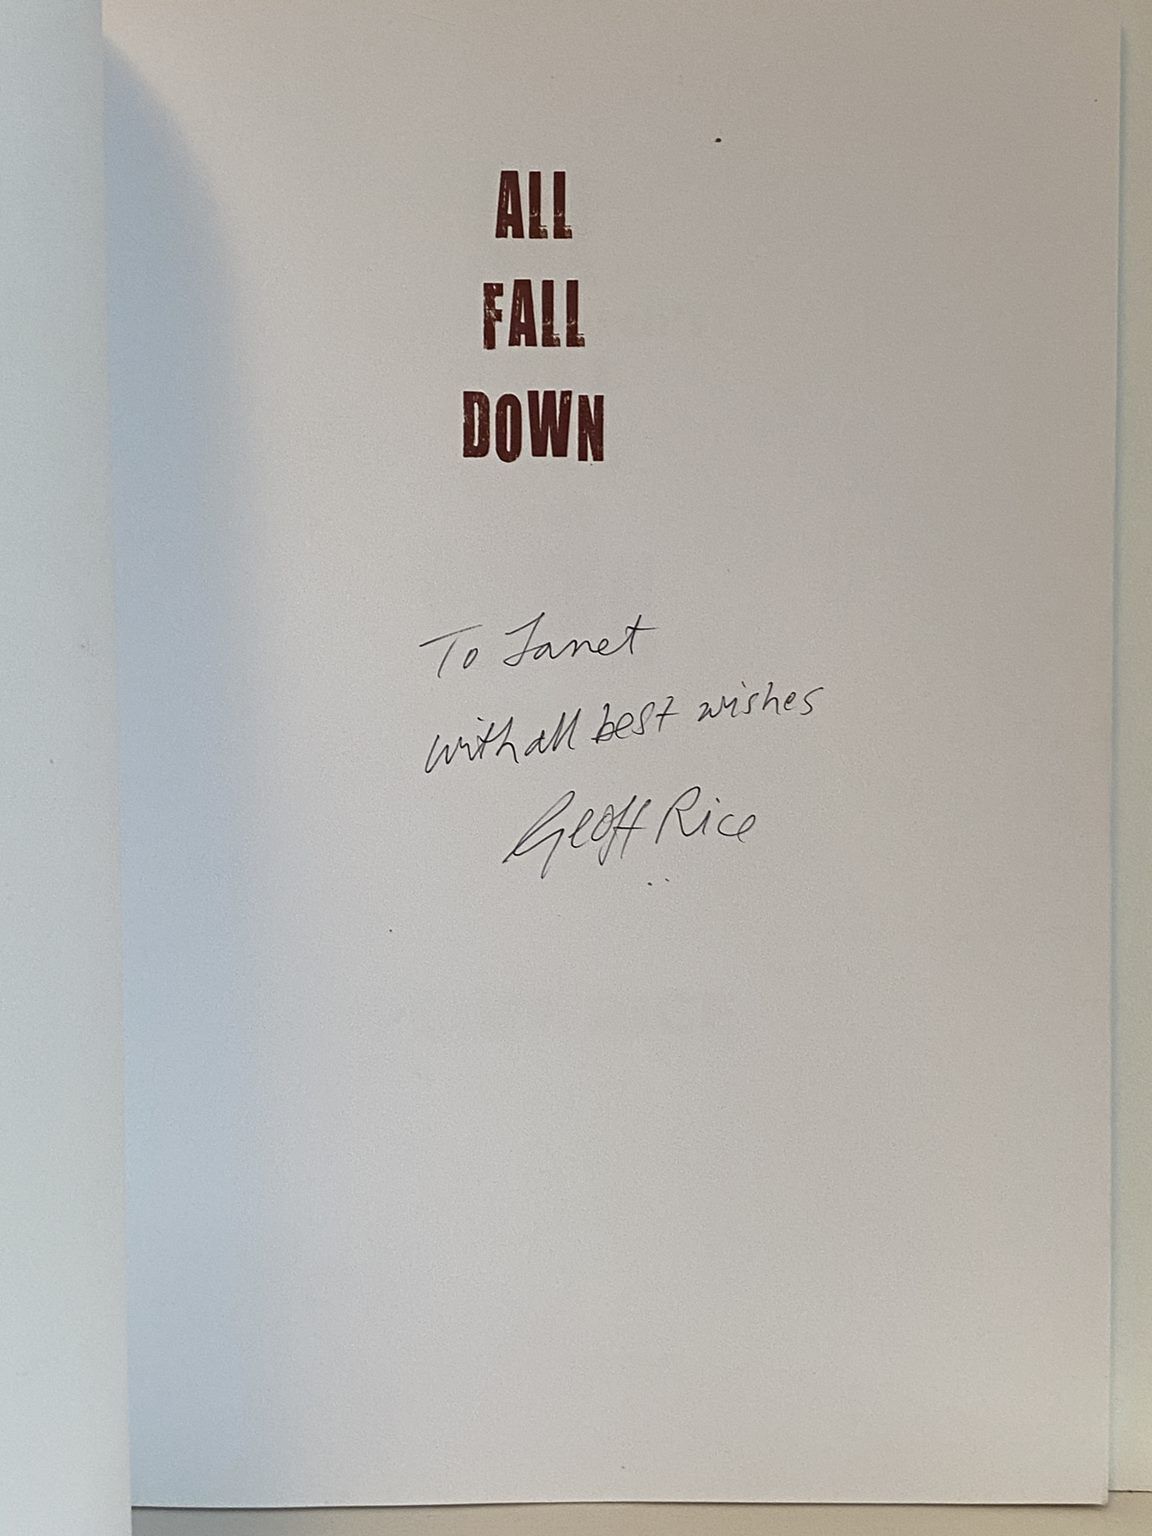 ALL
FALL
DOWN
To Janet
with all best wishes
Geoff Rice